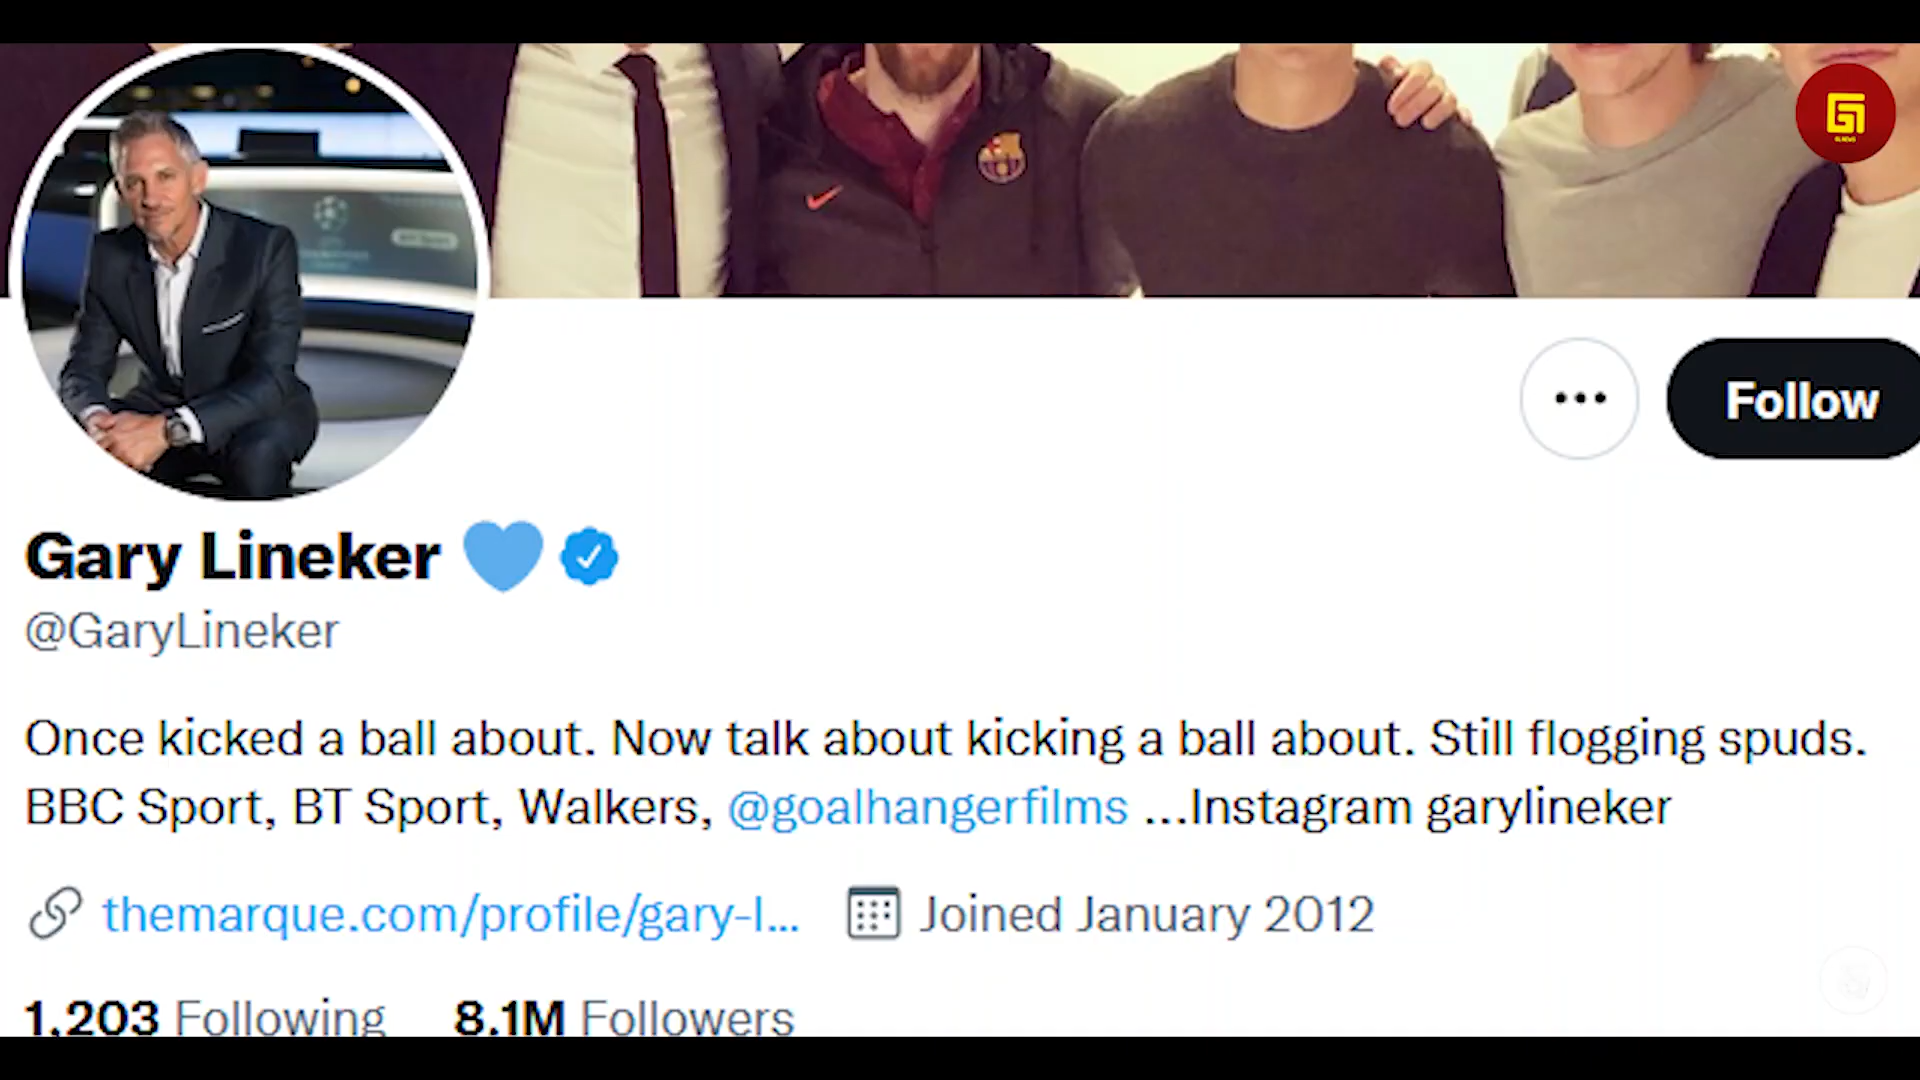 Follow
Gary Lineker
@GaryLineker
Once kicked a ball about. Now talk about kicking a ball about. Still flogging spuds.
BBC Sport, BT Sport, Walkers, @goalhangerfilms ...Instagram garylineker
themarque.com/profile/gary-l... Joined January 2012
1,203 Following 8.1M Followers